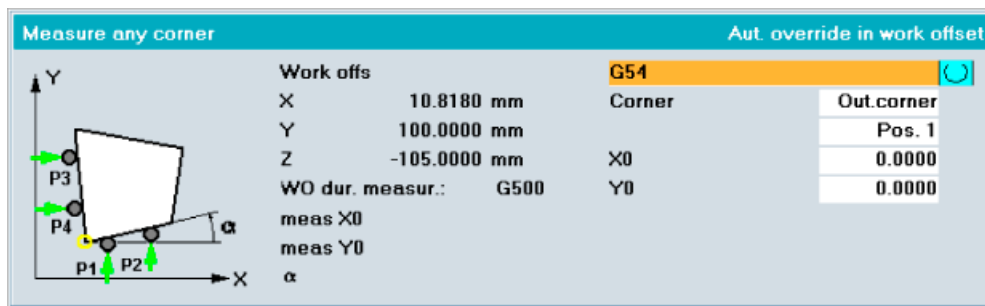 Measure any corner Aut. override in work offset
Y
Work offs G54
X 10.8180 mm Corner Out.corner
Y 100.0000 mm Pos. 1
Z -105.0000 mm X0 0.0000
P3
WO dur. measur.: G500 Y0 0.0000
meas X0
P4 α
meas Y0
P1 P2
X
α